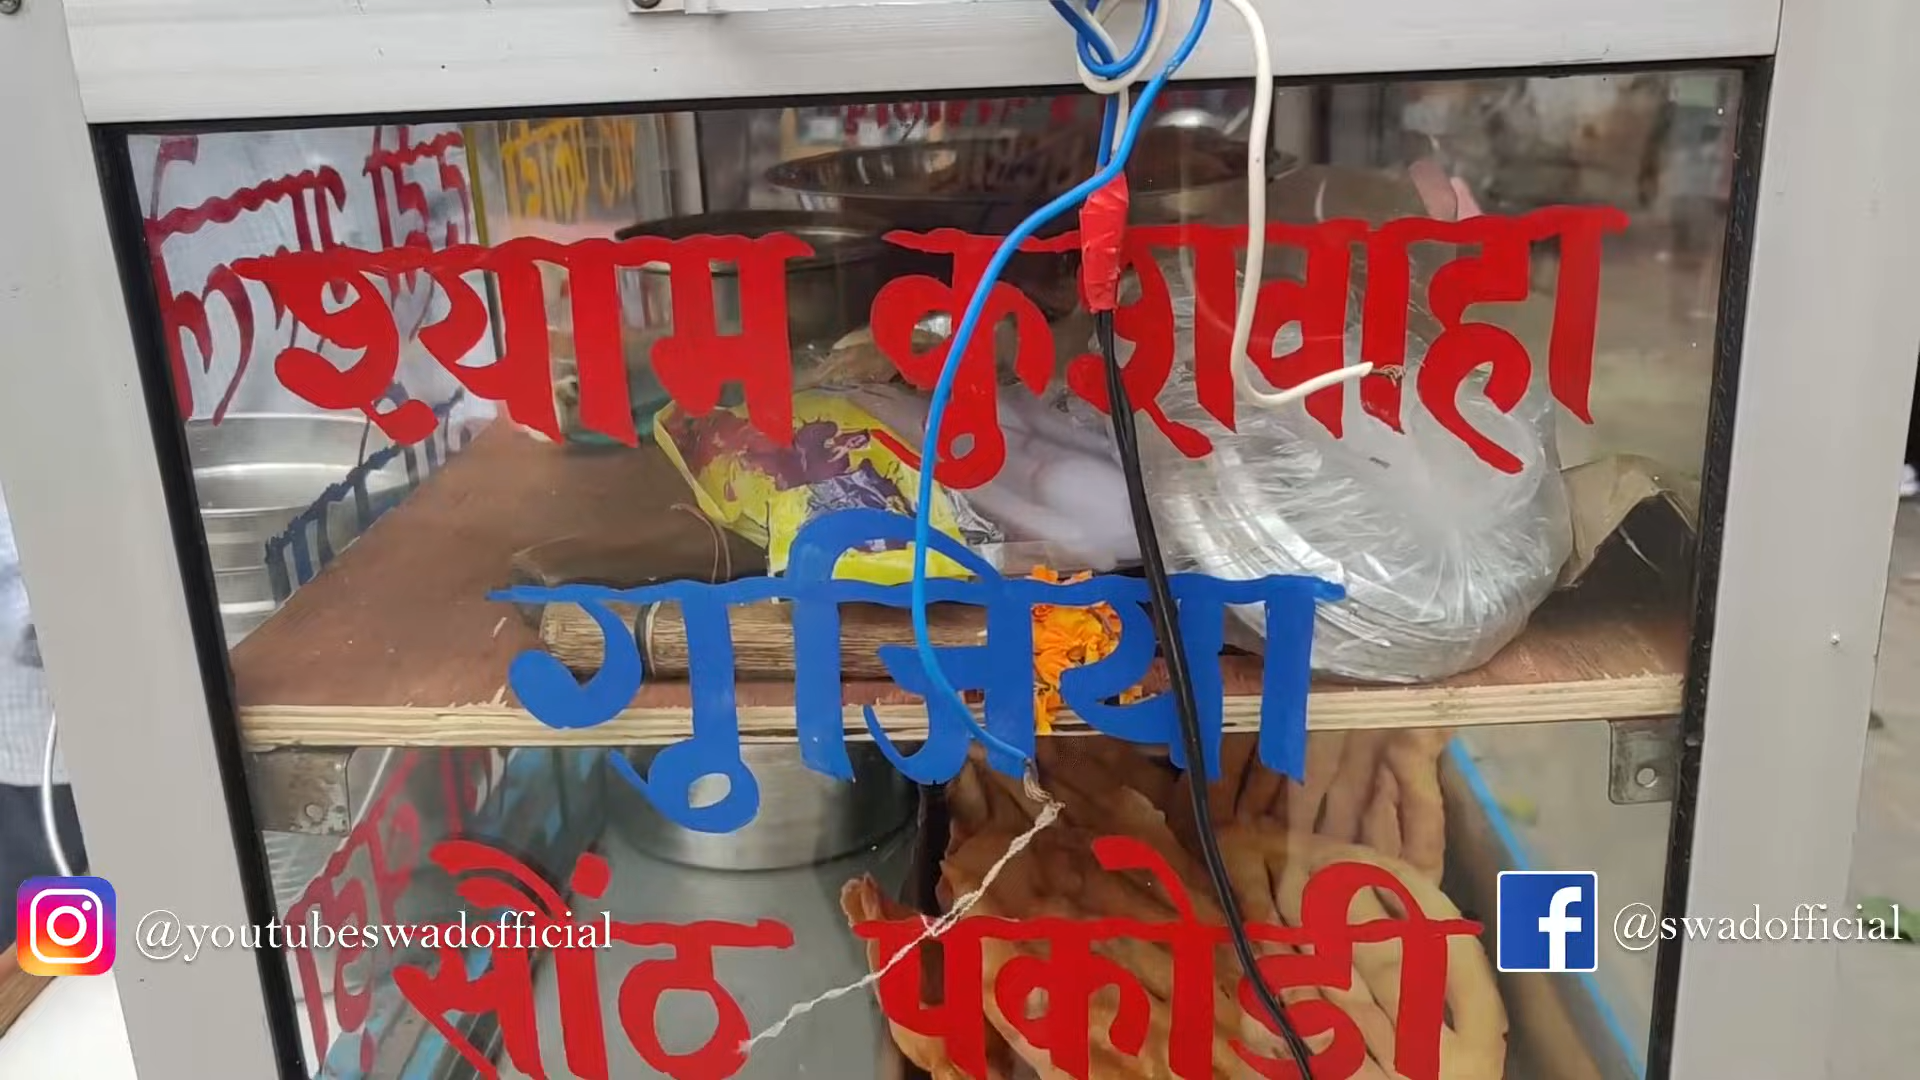 श्याम कुशवाहा
गुजिया
सौंठ पकोडी
@youtubeswadofficial
@swadofficial